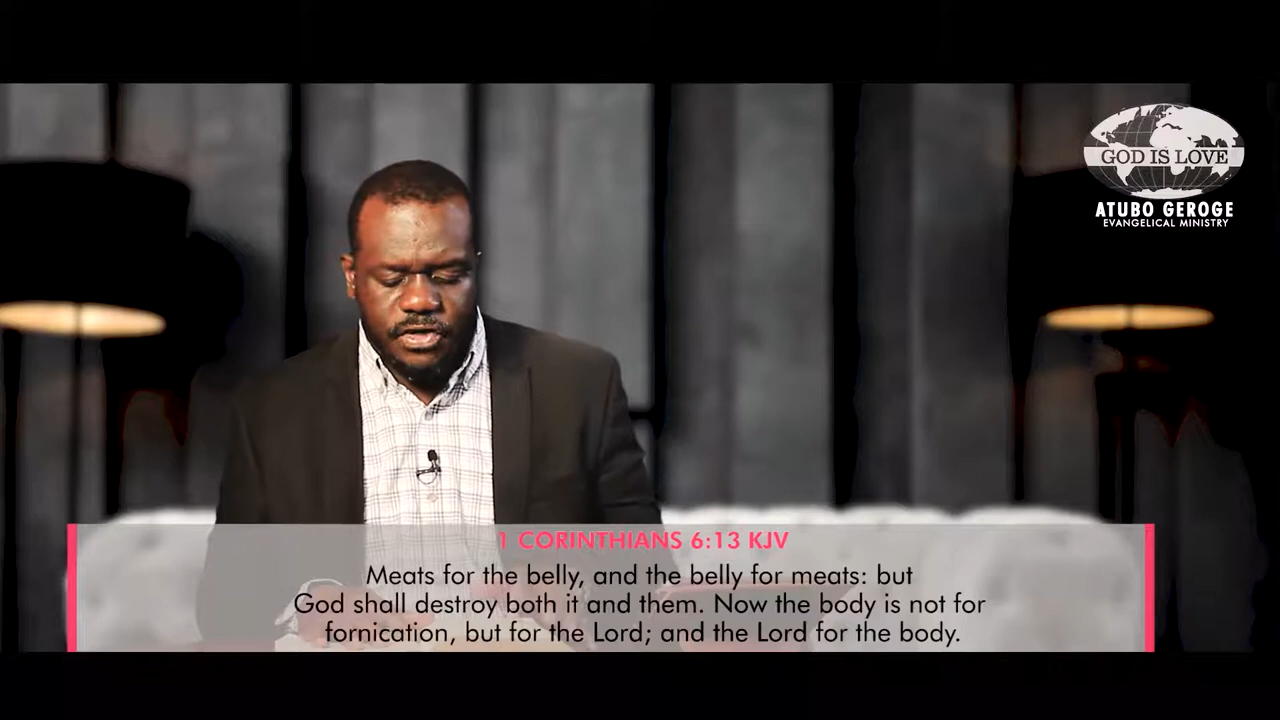 GOD IS LOVE
ATUBO GEROGE
EVANGELICAL MINISTRY
1 CORINTHIANS 6:13 KJV
Meats for the belly, and the belly for meats: but
God shall destroy both it and them. Now the body is not for
fornication, but for the Lord; and the Lord for the body.